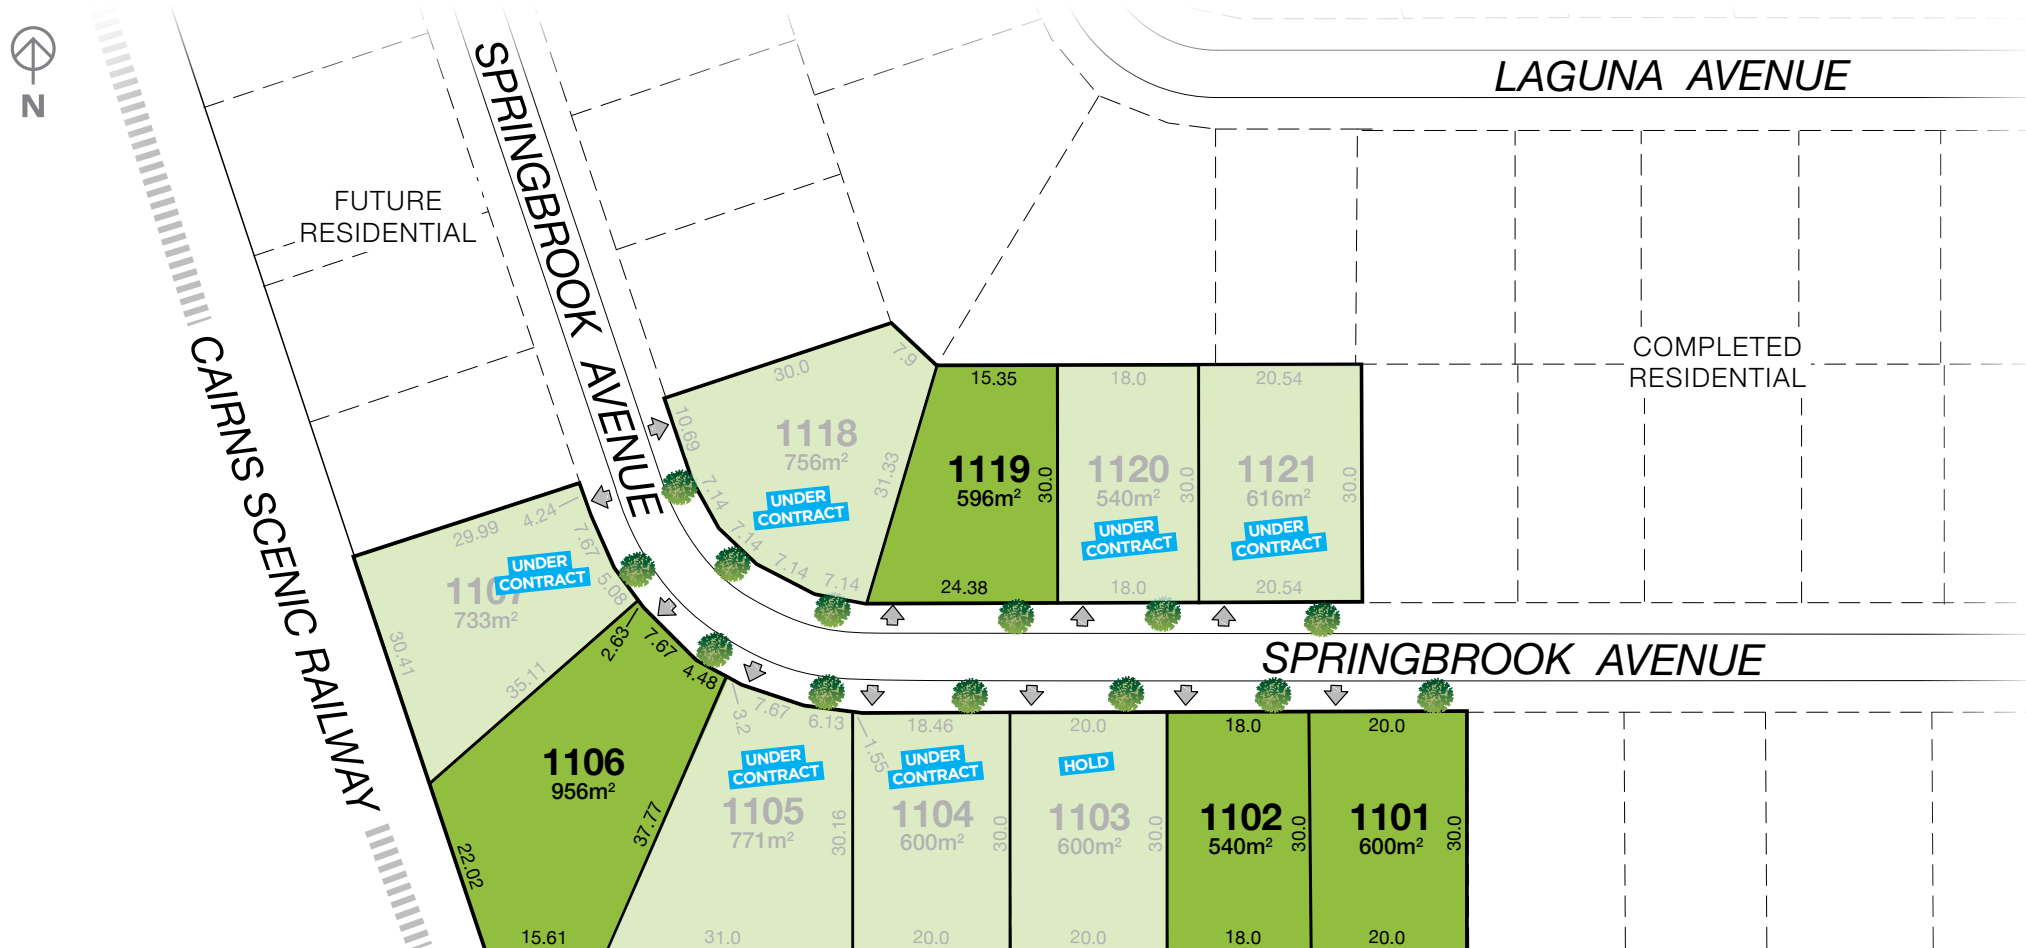 N
LAGUNA AVENUE
SPRINGBROOK AVENUE
FUTURE
RESIDENTIAL
CAIRNS SCENIC RAILWAY
COMPLETED
RESIDENTIAL
SPRINGBROOK AVENUE
30.0
7.9
10.69
7.14
7.14
7.14
7.14
31.33
1118
756m²
UNDER
CONTRACT
15.35
1119
596m²
30.0
24.38
18.0
1120
540m²
30.0
UNDER
CONTRACT
18.0
20.54
1121
616m²
30.0
UNDER
CONTRACT
20.54
29.99
4.24
7.67
5.08
UNDER
CONTRACT
1107
733m²
30.41
35.11
2.63
7.67
4.48
1106
956m²
37.77
22.02
15.61
3.2
7.67
6.13
UNDER
CONTRACT
1105
771m²
30.16
31.0
1.55
18.46
UNDER
CONTRACT
1104
600m²
30.0
20.0
20.0
HOLD
1103
600m²
30.0
20.0
18.0
1102
540m²
30.0
18.0
20.0
1101
600m²
30.0
20.0